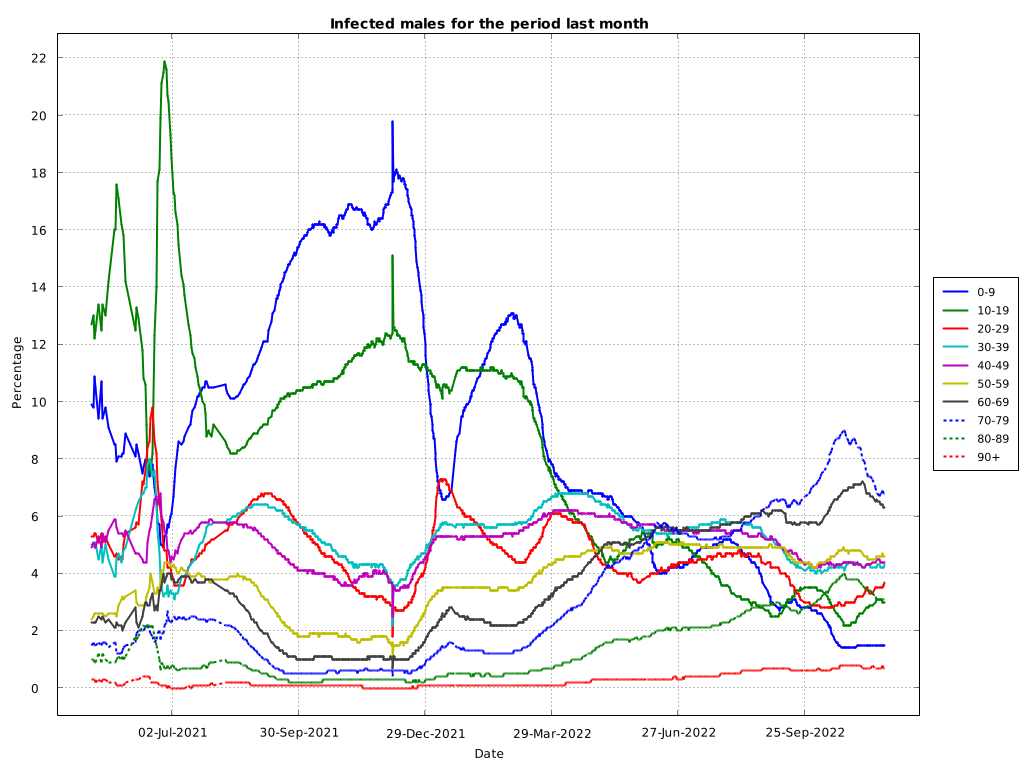 Infected males for the period last month
22
20
18
16
14
12
10
8
6
4
2
0
Percentage
02-Jul-2021
30-Sep-2021
29-Dec-2021
29-Mar-2022
27-Jun-2022
25-Sep-2022
Date
0-9
10-19
20-29
30-39
40-49
50-59
60-69
70-79
80-89
90+